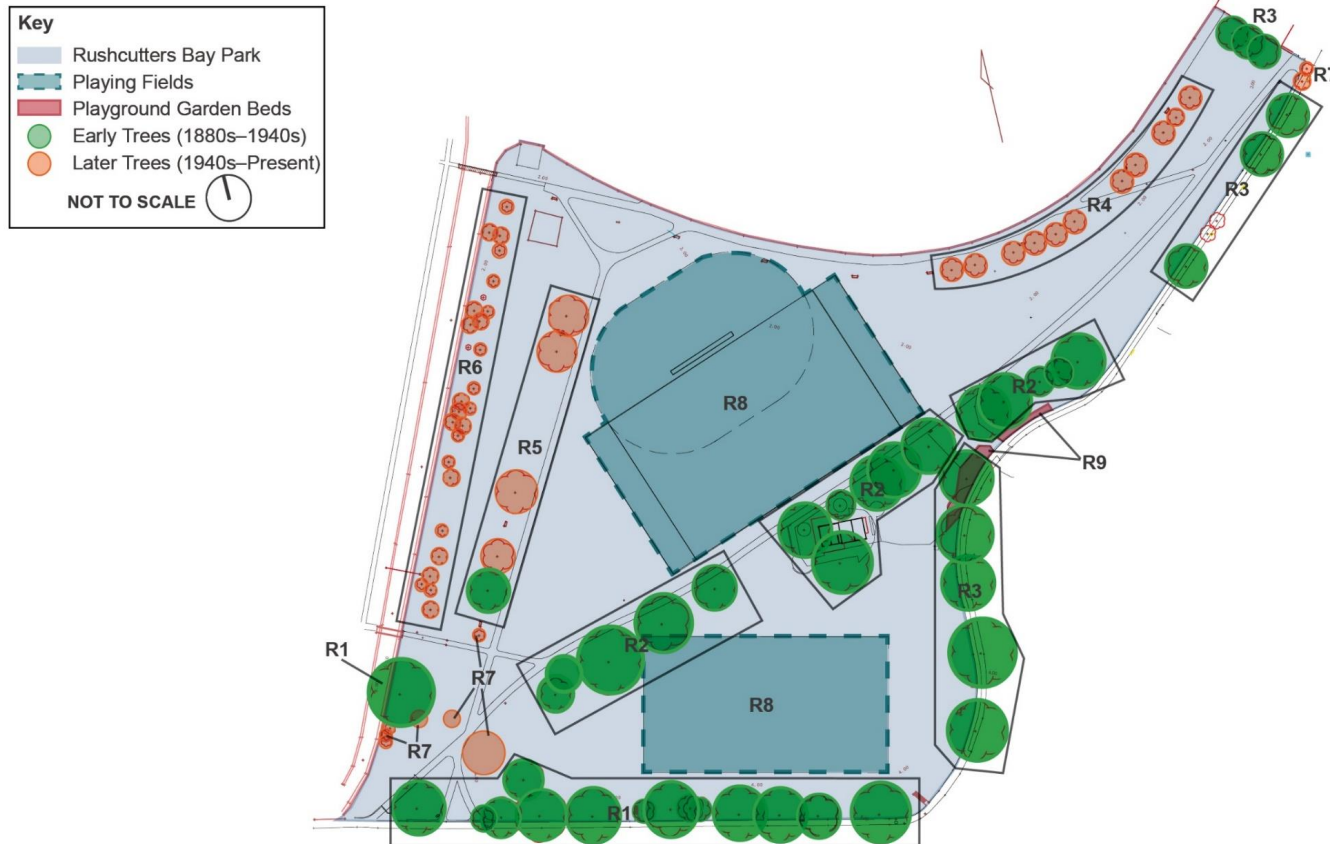 Key
Rushcutters Bay Park
Playing Fields
Playground Garden Beds
Early Trees (1880s–1940s)
Later Trees (1940s–Present)
NOT TO SCALE
R3
R7
R3
R4
R6
R8
R2
R5
R9
R2
R3
R1
R2
R7
R8
R7
R1